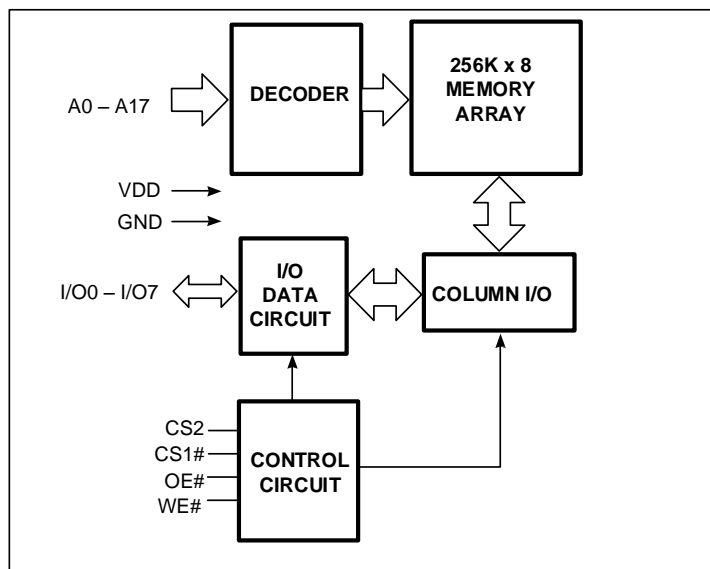 A0 – A17
DECODER
256K x 8
MEMORY
ARRAY
VDD
GND
I/O0 – I/O7
I/O
DATA
CIRCUIT
COLUMN I/O
CS2
CS1#
OE#
WE#
CONTROL
CIRCUIT